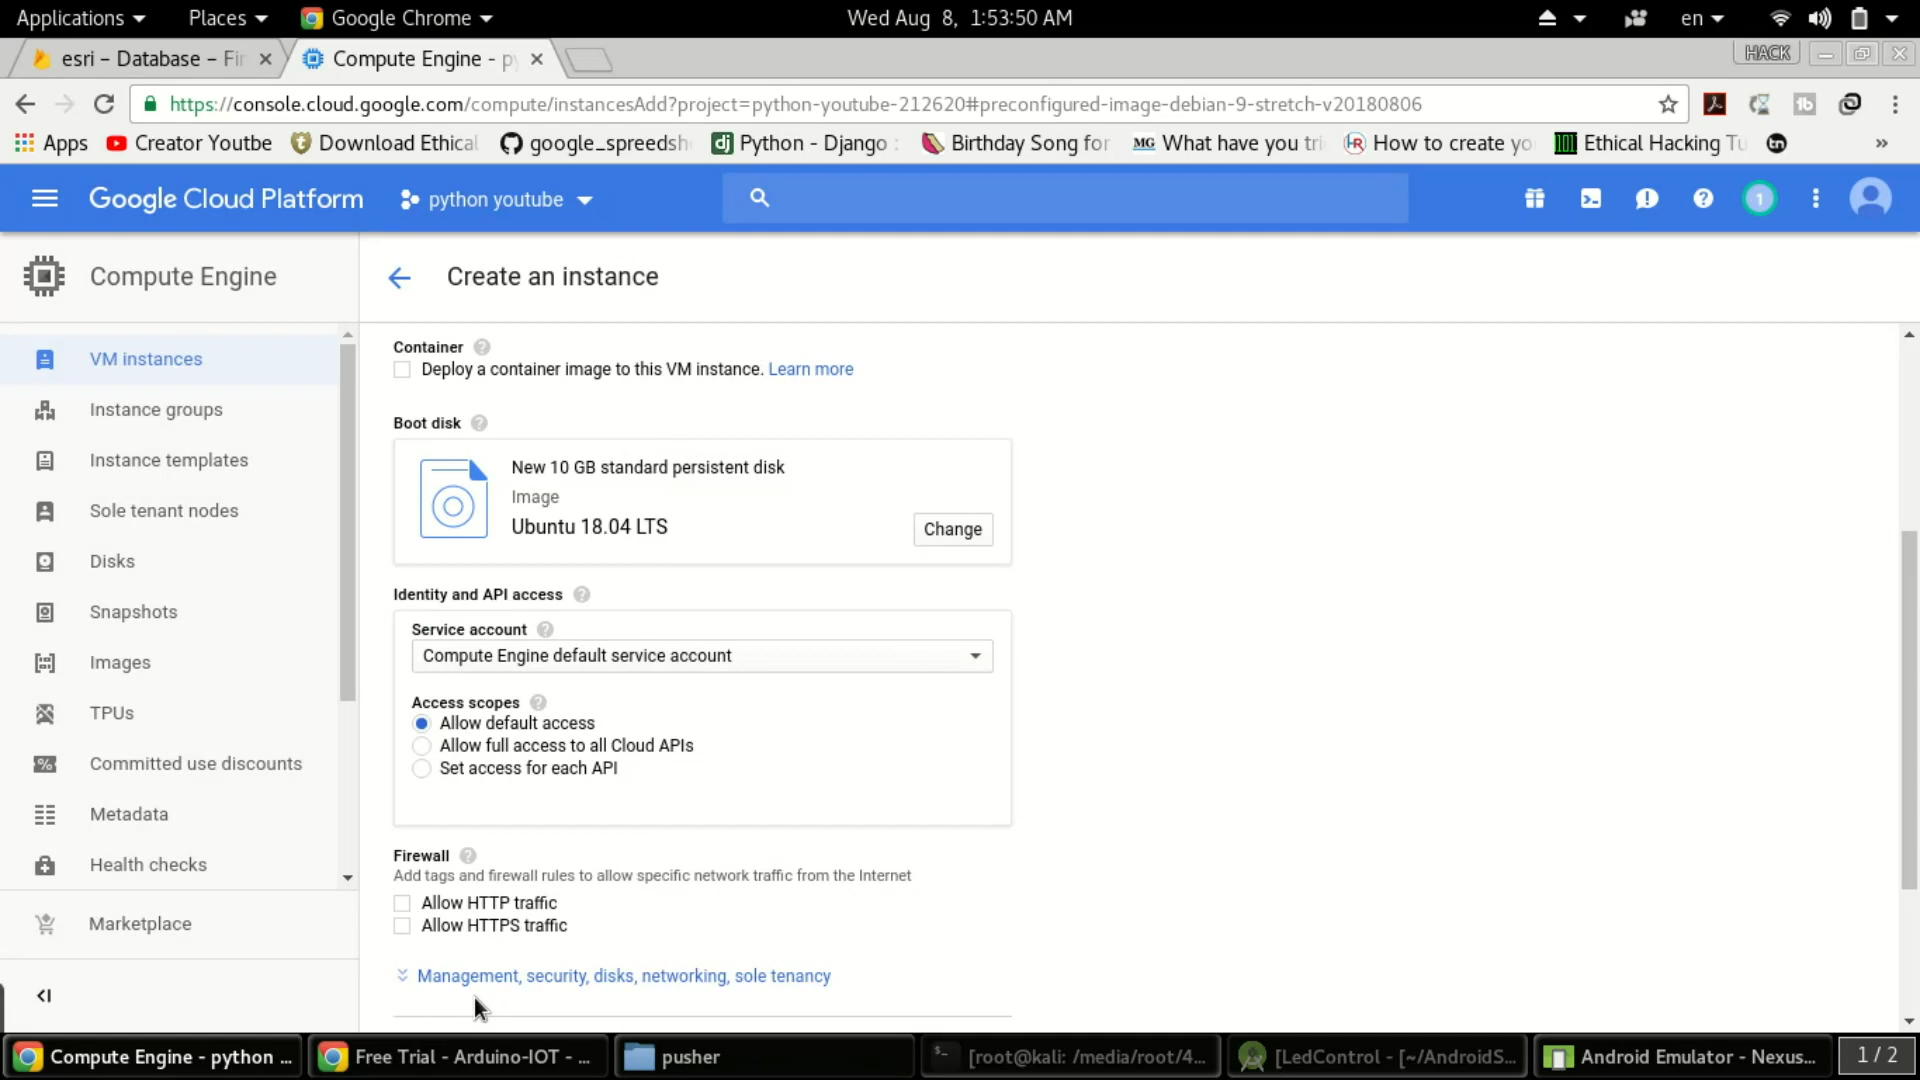 Applications Places Google Chrome Wed Aug 8, 1:53:50 AM en
esri – Database – Fir Compute Engine - py HACK
https://console.cloud.google.com/compute/instancesAdd?project=python-youtube-212620#preconfigured-image-debian-9-stretch-v20180806
Apps Creator Youtbe Download Ethical google_spreedsh Python - Django : Birthday Song for MG What have you tri How to create yo Ethical Hacking Tu »
Google Cloud Platform python youtube 1
Compute Engine
Create an instance
VM instances
Instance groups
Instance templates
Sole tenant nodes
Disks
Images
Snapshots
TPUs
Committed use discounts
Metadata
Health checks
Marketplace
Container
Deploy a container image to this VM instance. Learn more
Boot disk
New 10 GB standard persistent disk
Image
Ubuntu 18.04 LTS
Change
Identity and API access
Service account
Compute Engine default service account
Access scopes
Allow default access
Allow full access to all Cloud APIs
Set access for each API
Firewall
Add tags and firewall rules to allow specific network traffic from the Internet
Allow HTTP traffic
Allow HTTPS traffic
Management, security, disks, networking, sole tenancy
Compute Engine - python ... Free Trial - Arduino-IOT - ... pusher [root@kali: /media/root/4... [LedControl - [~/AndroidS... Android Emulator - Nexus... 1 / 2